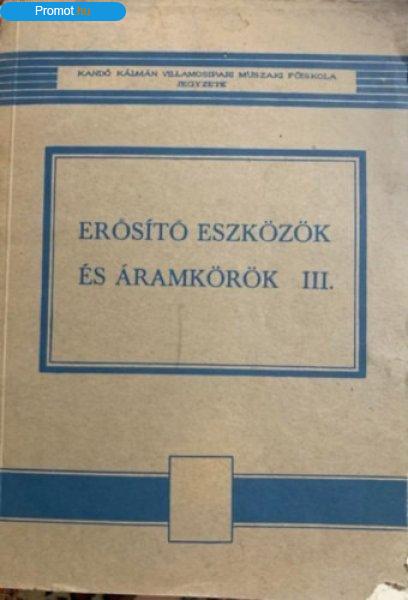 Promot.hu
KANDÓ KÁLMÁN VILLAMOSIPARI MŰSZAKI FŐISKOLA
JEGYZETE
ERŐSÍTŐ ESZKÖZÖK
ÉS ÁRAMKÖRÖK III.